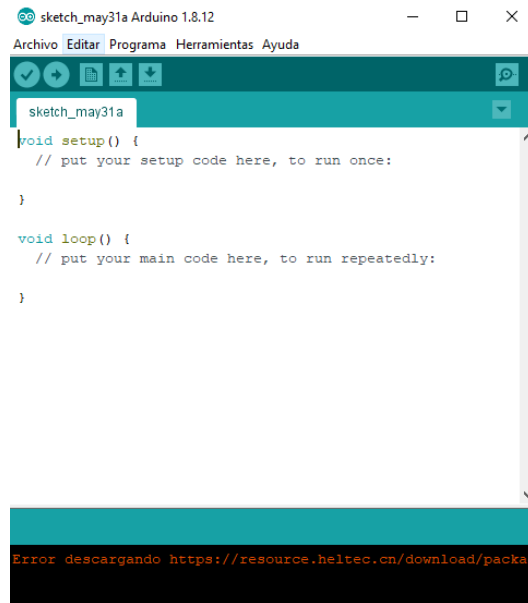 sketch_may31a Arduino 1.8.12
Archivo Editar Programa Herramientas Ayuda
sketch_may31a
void setup() {
  // put your setup code here, to run once:
}
void loop() {
  // put your main code here, to run repeatedly:
}
Error descargando https://resource.heltec.cn/download/packa